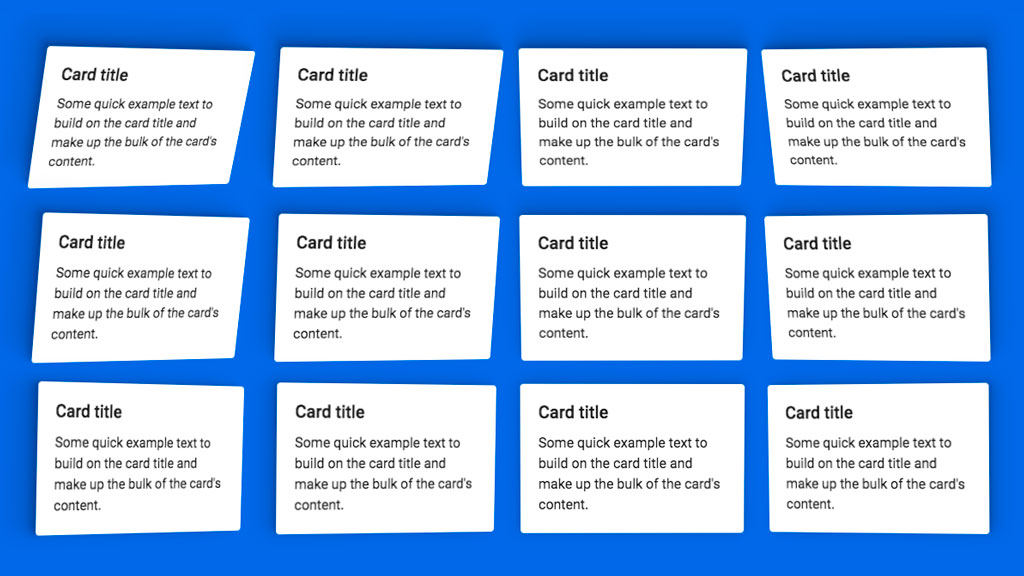 Card title
Some quick example text to
build on the card title and
make up the bulk of the card's
content.
Card title
Some quick example text to
build on the card title and
make up the bulk of the card's
content.
Card title
Some quick example text to
build on the card title and
make up the bulk of the card's
content.
Card title
Some quick example text to
build on the card title and
make up the bulk of the card's
content.
Card title
Some quick example text to
build on the card title and
make up the bulk of the card's
content.
Card title
Some quick example text to
build on the card title and
make up the bulk of the card's
content.
Card title
Some quick example text to
build on the card title and
make up the bulk of the card's
content.
Card title
Some quick example text to
build on the card title and
make up the bulk of the card's
content.
Card title
Some quick example text to
build on the card title and
make up the bulk of the card's
content.
Card title
Some quick example text to
build on the card title and
make up the bulk of the card's
content.
Card title
Some quick example text to
build on the card title and
make up the bulk of the card's
content.
Card title
Some quick example text to
build on the card title and
make up the bulk of the card's
content.